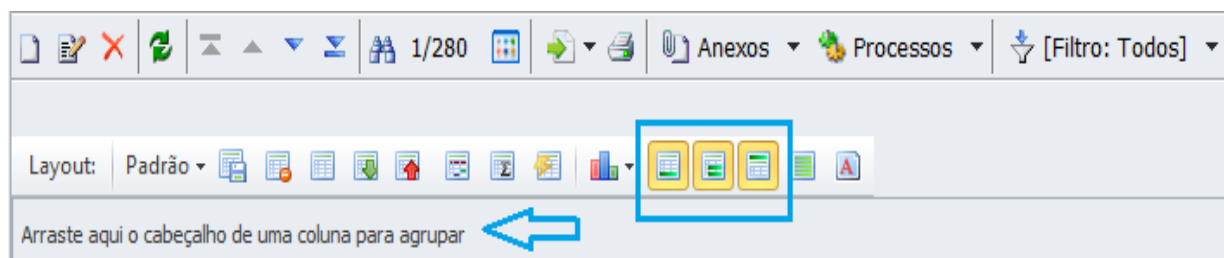 1/280 Anexos Processos [Filtro: Todos]
Layout: Padrão Σ A
Arraste aqui o cabeçalho de uma coluna para agrupar